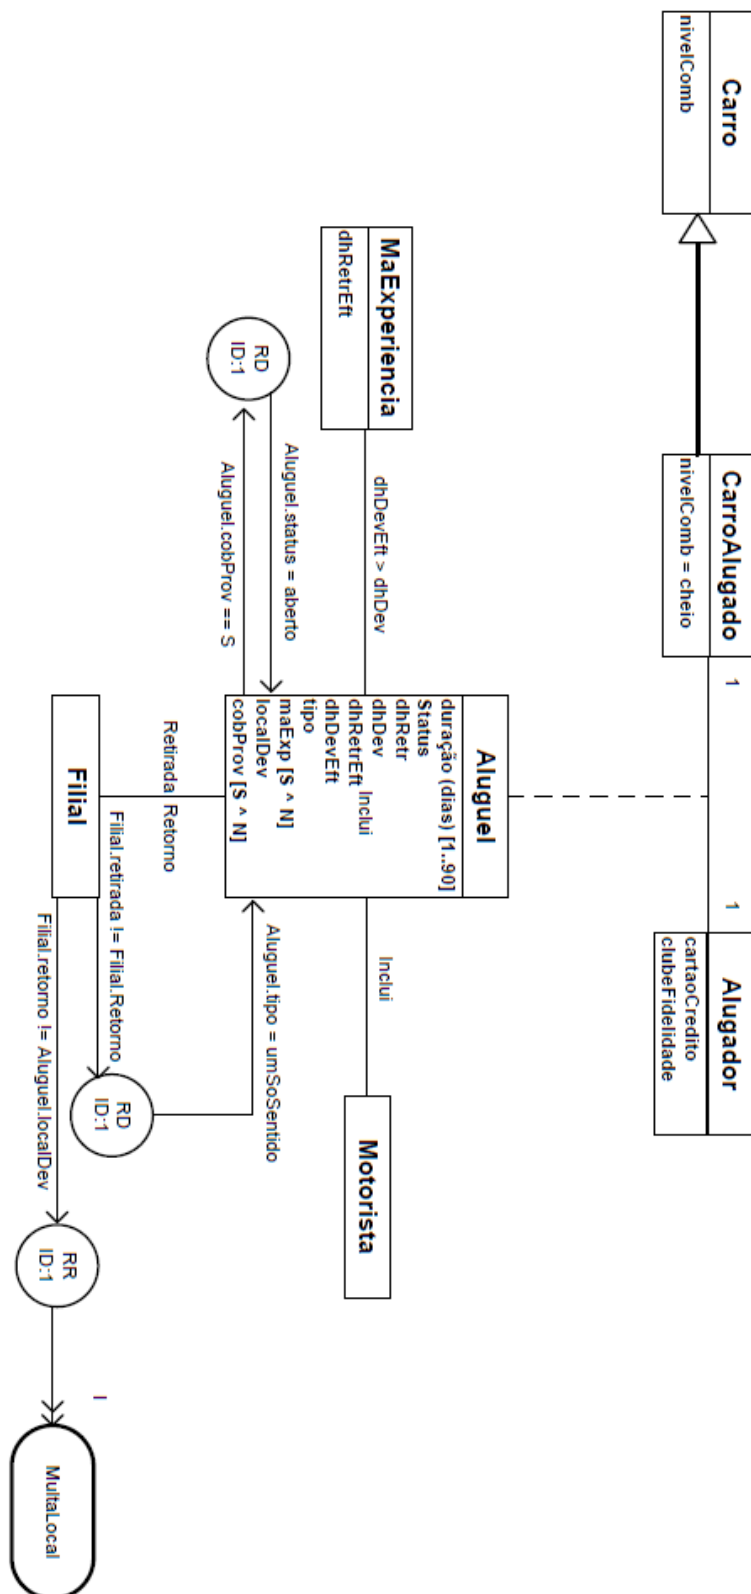 Carro
nivelComb
CarroAlugado
nivelComb = cheio
1
1
Alugador
cartaoCredito
clubeFidelidade
MaExperiencia
dhRetrEft
dhDevEft > dhDev
Aluguel
duração (dias) [1..90]
Status
dhRetr
dhDev
dhRetrEft
Inclui
dhDevEft
tipo
maExp [S ^ N]
localDev
cobProv [S ^ N]
Inclui
Motorista
RD
ID:1
Aluguel.status = aberto
Aluguel.cobProv == S
Retirada
Retorno
Filial
Filial.retirada != Filial.Retorno
Filial.retorno != Aluguel.localDev
Aluguel.tipo = umSoSentido
RD
ID:1
RR
ID:1
I
MultaLocal